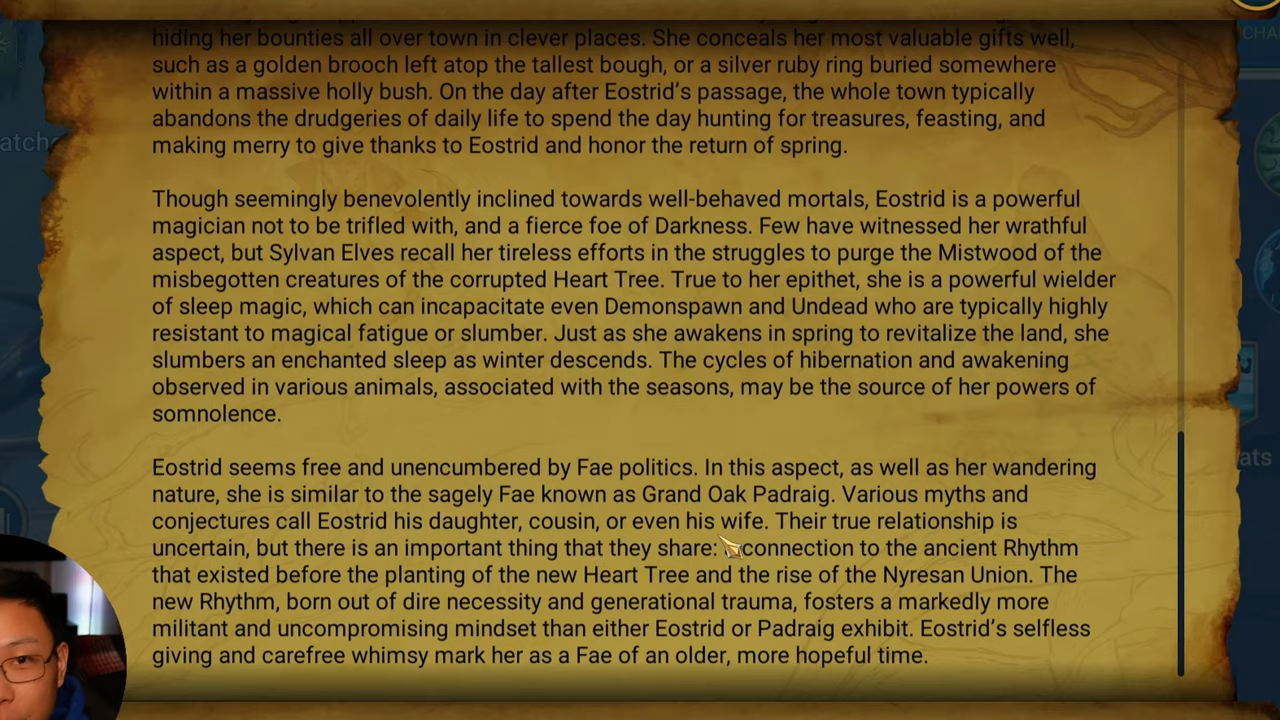 hiding her bounties all over town in clever places. She conceals her most valuable gifts well,
such as a golden brooch left atop the tallest bough, or a silver ruby ring buried somewhere
within a massive holly bush. On the day after Eostrid's passage, the whole town typically
abandons the drudgeries of daily life to spend the day hunting for treasures, feasting, and
making merry to give thanks to Eostrid and honor the return of spring.
Though seemingly benevolently inclined towards well-behaved mortals, Eostrid is a powerful
magician not to be trifled with, and a fierce foe of Darkness. Few have witnessed her wrathful
aspect, but Sylvan Elves recall her tireless efforts in the struggles to purge the Mistwood of the
misbegotten creatures of the corrupted Heart Tree. True to her epithet, she is a powerful wielder
of sleep magic, which can incapacitate even Demonspawn and Undead who are typically highly
resistant to magical fatigue or slumber. Just as she awakens in spring to revitalize the land, she
slumbers an enchanted sleep as winter descends. The cycles of hibernation and awakening
observed in various animals, associated with the seasons, may be the source of her powers of
somnolence.
Eostrid seems free and unencumbered by Fae politics. In this aspect, as well as her wandering
nature, she is similar to the sagely Fae known as Grand Oak Padraig. Various myths and
conjectures call Eostrid his daughter, cousin, or even his wife. Their true relationship is
uncertain, but there is an important thing that they share: connection to the ancient Rhythm
that existed before the planting of the new Heart Tree and the rise of the Nyresan Union. The
new Rhythm, born out of dire necessity and generational trauma, fosters a markedly more
militant and uncompromising mindset than either Eostrid or Padraig exhibit. Eostrid's selfless
giving and carefree whimsy mark her as a Fae of an older, more hopeful time.